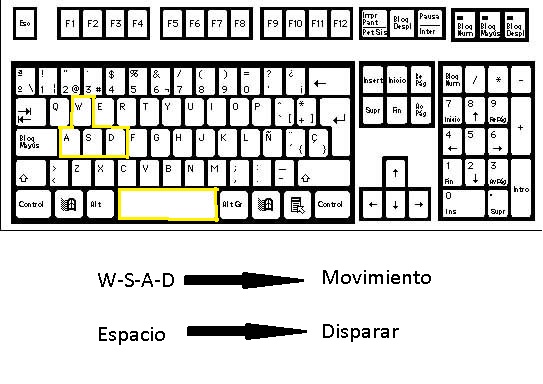 Esc F1 F2 F3 F4 F5 F6 F7 F8 F9 F10 F11 F12 Impr Pant PetSis Bloq Despl Pausa Inter Bloq Num Bloq Mayús Bloq Despl
ª ! " · $ % & / ( ) = ? ¿
º \ 1 | 2 @ 3 # 4 5 6 ¬ 7 8 9 0 ' ¡ ← Insert Inicio Re Pág Bloq Num / * -
Q W E R T Y U I O P ^ ` [ * + ] Supr Fin Av Pág 7 Inicio 8 ↑ 9 RePág +
Bloq Mayús A S D F G H J K L Ñ ¨ ´ { Ç } 4 ← 5 6 →
⇧ > < Z X C V B N M ; , : . _ - ⇧ ↑ 1 Fin 2 ↓ 3 AvPág Intro
Control Alt Alt Gr Control ← ↓ → 0 Ins . Supr
W-S-A-D Movimiento
Espacio Disparar